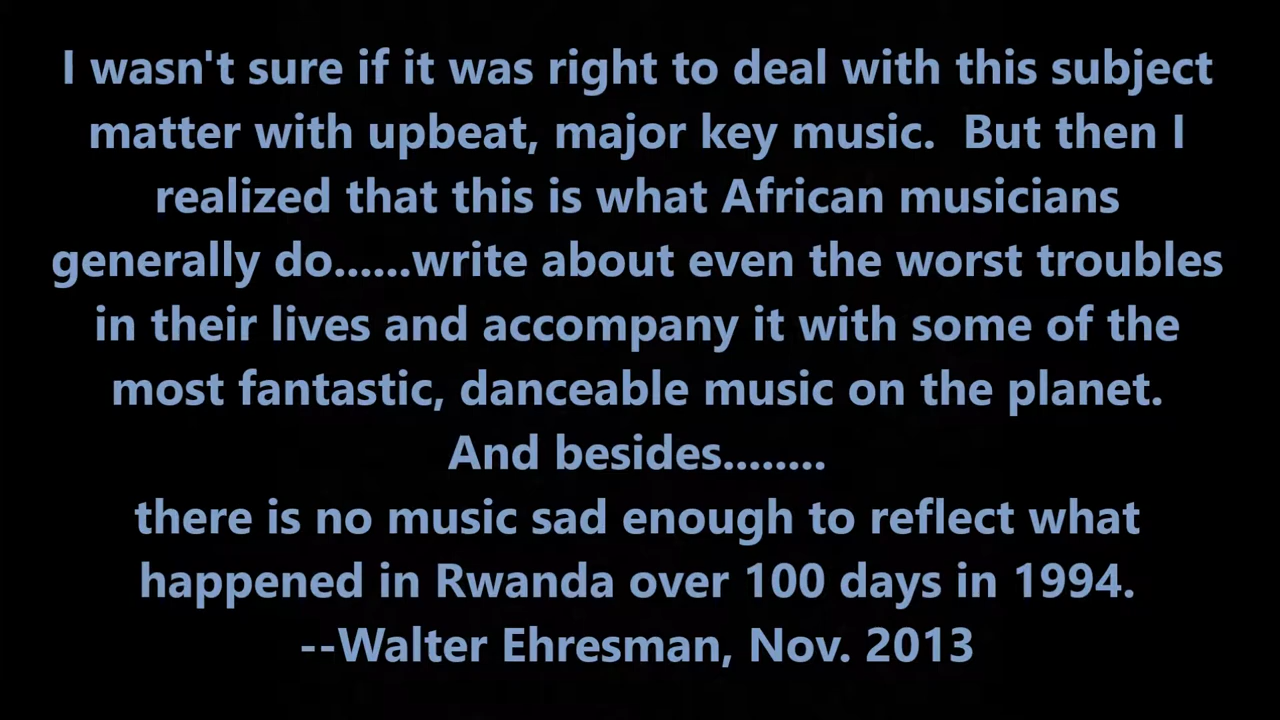 I wasn't sure if it was right to deal with this subject
matter with upbeat, major key music.  But then I
realized that this is what African musicians
generally do......write about even the worst troubles
in their lives and accompany it with some of the
most fantastic, danceable music on the planet.
And besides........
there is no music sad enough to reflect what
happened in Rwanda over 100 days in 1994.
--Walter Ehresman, Nov. 2013